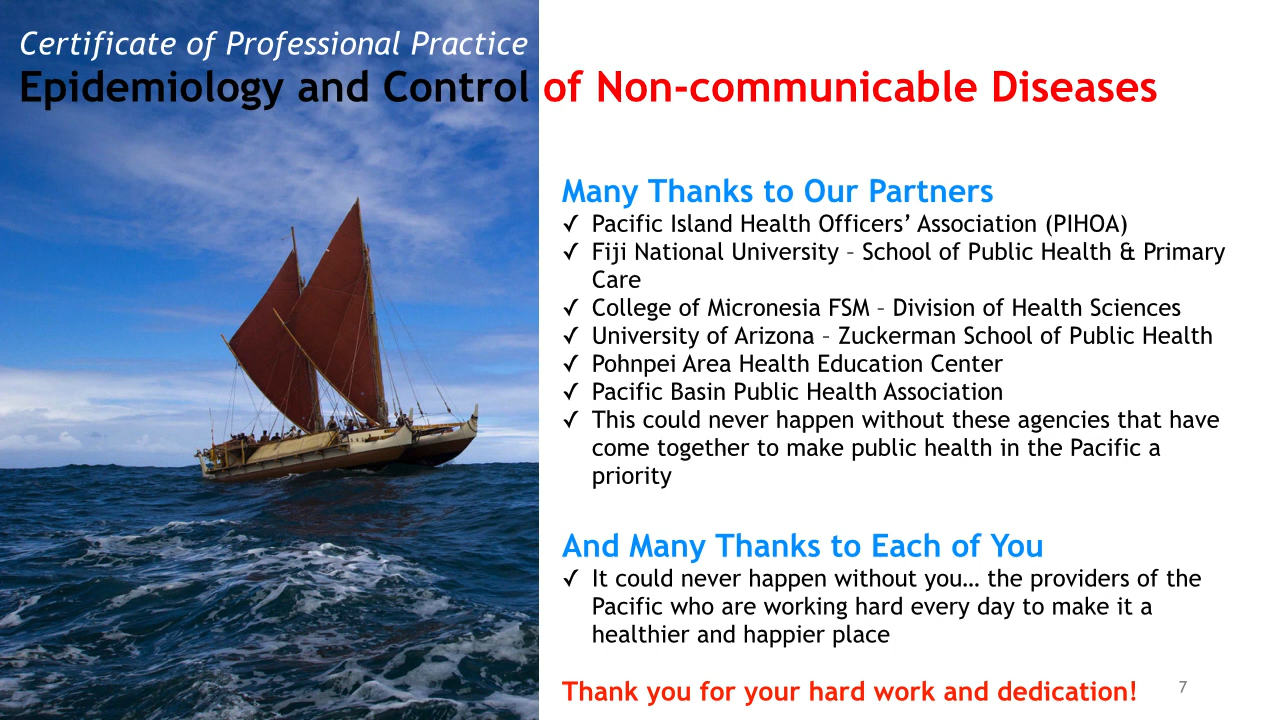 Certificate of Professional Practice
Epidemiology and Control of Non-communicable Diseases
Many Thanks to Our Partners
✓ Pacific Island Health Officers’ Association (PIHOA)
✓ Fiji National University – School of Public Health & Primary
Care
✓ College of Micronesia FSM – Division of Health Sciences
✓ University of Arizona – Zuckerman School of Public Health
✓ Pohnpei Area Health Education Center
✓ Pacific Basin Public Health Association
✓ This could never happen without these agencies that have
come together to make public health in the Pacific a
priority
And Many Thanks to Each of You
✓ It could never happen without you… the providers of the
Pacific who are working hard every day to make it a
healthier and happier place
Thank you for your hard work and dedication!
7